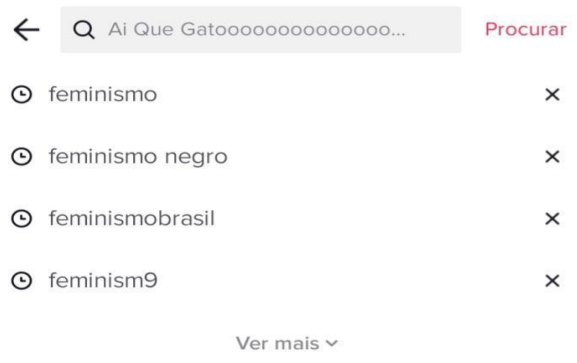 Ai Que Gatoooooooooooooo... Procurar
feminismo
feminismo negro
feminismobrasil
feminism9
Ver mais